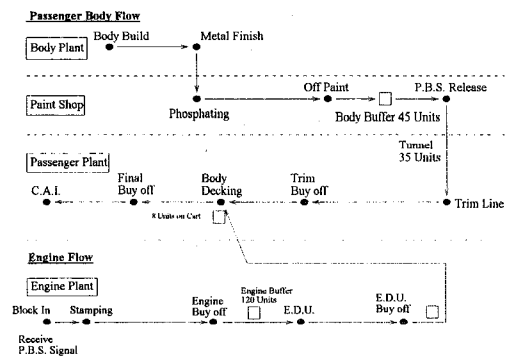 Passenger Body Flow
Body Plant
Body Build
Metal Finish
Paint Shop
Phosphating
Off Paint
P.B.S. Release
Body Buffer 45 Units
Tunnel
35 Units
Passenger Plant
C.A.I.
Final
Buy off
Body
Decking
Trim
Buy off
Trim Line
8 Units on Cart
Engine Flow
Engine Plant
Block In
Stamping
Engine
Buy off
Engine Buffer
120 Units
E.D.U.
E.D.U.
Buy off
Receive
P.B.S. Signal